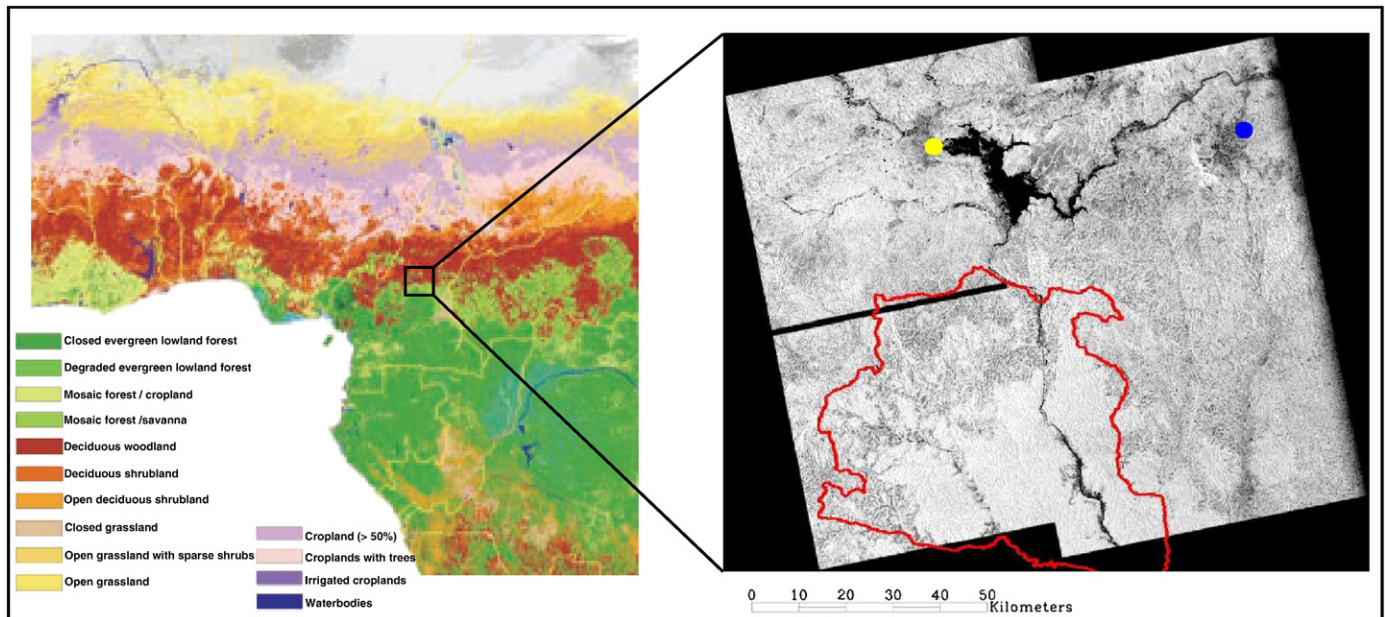 Closed evergreen lowland forest
Degraded evergreen lowland forest
Mosaic forest / cropland
Mosaic forest /savanna
Deciduous woodland
Deciduous shrubland
Open deciduous shrubland
Closed grassland
Open grassland with sparse shrubs
Open grassland
Cropland (> 50%)
Croplands with trees
Irrigated croplands
Waterbodies
0 10 20 30 40 50
Kilometers